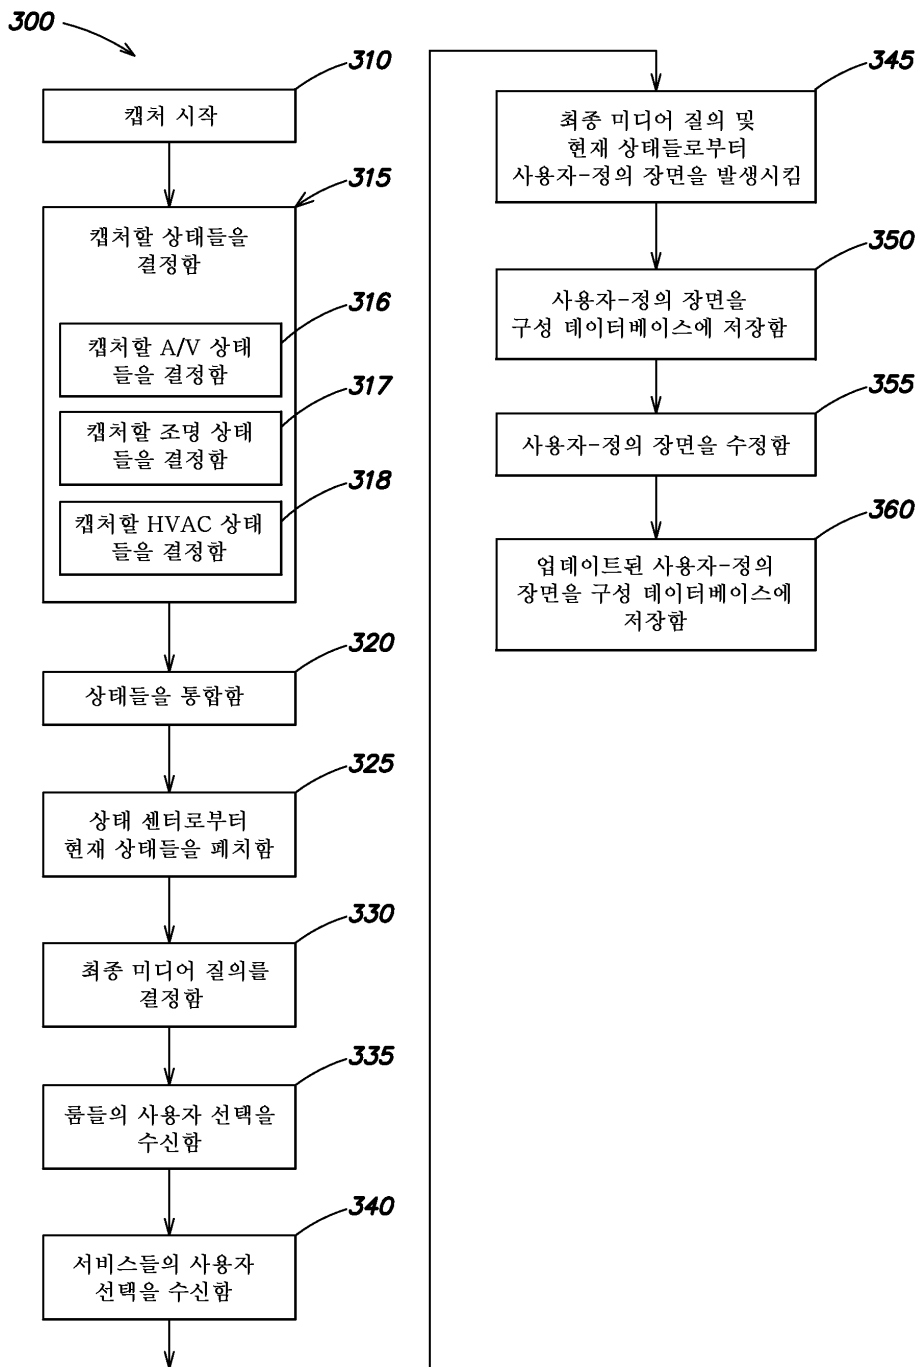 300
310
캡처 시작
315
캡처할 상태들을
결정함
316
캡처할 A/V 상태
들을 결정함
317
캡처할 조명 상태
들을 결정함
318
캡처할 HVAC 상태
들을 결정함
320
상태들을 통합함
325
상태 센터로부터
현재 상태들을 페치함
330
최종 미디어 질의를
결정함
335
룸들의 사용자 선택을
수신함
340
서비스들의 사용자
선택을 수신함
345
최종 미디어 질의 및
현재 상태들로부터
사용자-정의 장면을 발생시킴
350
사용자-정의 장면을
구성 데이터베이스에 저장함
355
사용자-정의 장면을 수정함
360
업데이트된 사용자-정의
장면을 구성 데이터베이스에
저장함